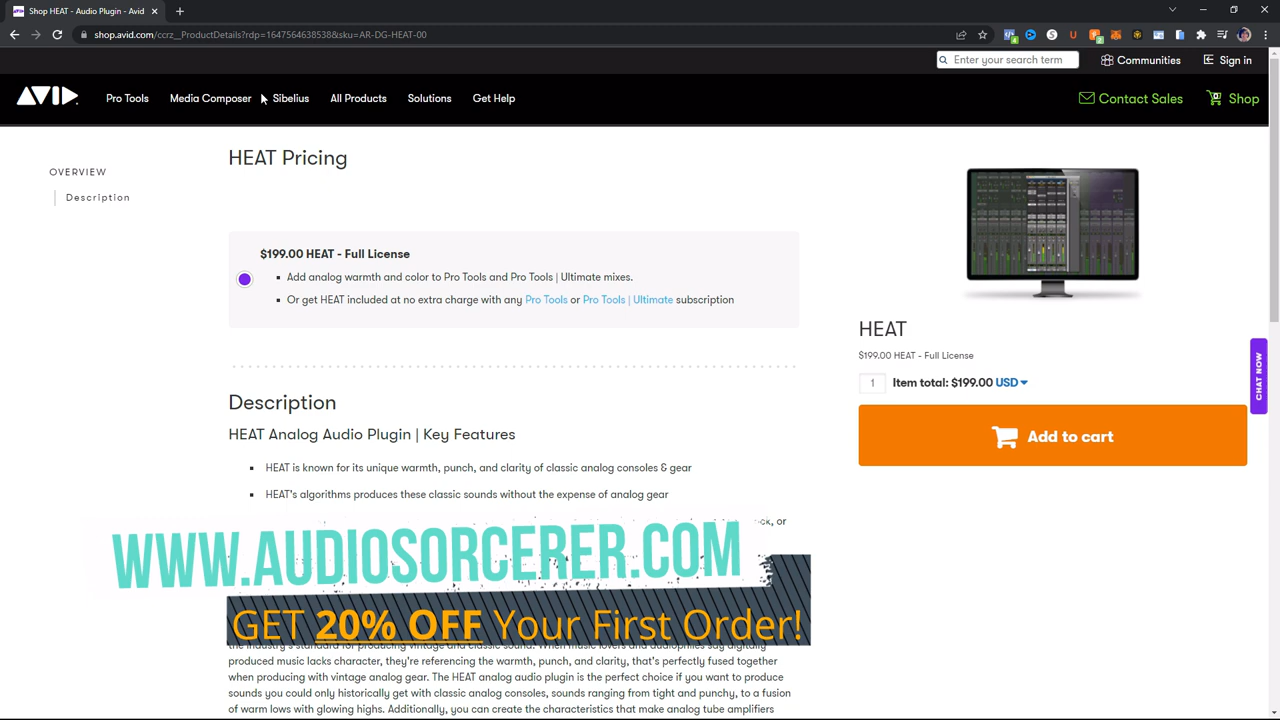 Shop HEAT - Audio Plugin - Avid
shop.avid.com/ccrz__ProductDetails?rdp=1647564638538&sku=AR-DG-HEAT-00
Enter your search term
Communities
Sign in
AVID
Pro Tools
Media Composer
Sibelius
All Products
Solutions
Get Help
Contact Sales
0
Shop
OVERVIEW
Description
HEAT Pricing
$199.00 HEAT - Full License
Add analog warmth and color to Pro Tools and Pro Tools | Ultimate mixes.
Or get HEAT included at no extra charge with any Pro Tools or Pro Tools | Ultimate subscription
HEAT
$199.00 HEAT - Full License
1 Item total: $199.00 USD
Add to cart
CHAT NOW
Description
HEAT Analog Audio Plugin | Key Features
HEAT is known for its unique warmth, punch, and clarity of classic analog consoles & gear
HEAT's algorithms produces these classic sounds without the expense of analog gear
or
WWW.AUDIOSORCERER.COM
GET 20% OFF Your First Order!
the industry's standard for producing vintage and classic sound. When music lovers and audiophiles say digitally
produced music lacks character, they're referencing the warmth, punch, and clarity, that's perfectly fused together
when producing with vintage analog gear. The HEAT analog audio plugin is the perfect choice if you want to produce
sounds you could only historically get with classic analog consoles, sounds ranging from tight and punchy, to a fusion
of warm lows with glowing highs. Additionally, you can create the characteristics that make analog tube amplifiers